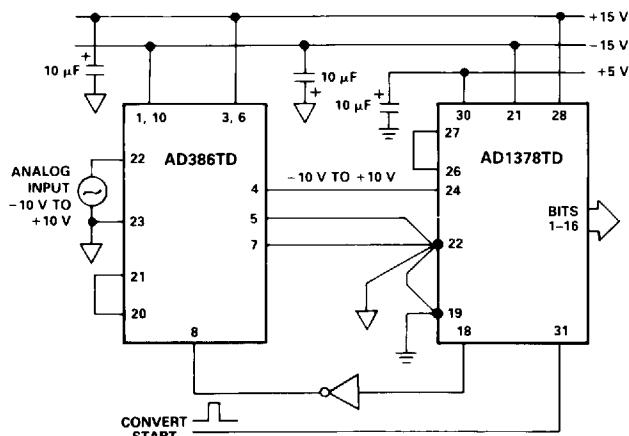 +15 V
−15 V
+5 V
10 µF
+
10 µF
+
10 µF
+
1, 10
3, 6
30
21
28
AD386TD
AD1378TD
27
26
22
4
−10 V TO +10 V
24
ANALOG
INPUT
−10 V TO
+10 V
23
5
7
22
BITS
1–16
21
20
19
8
18
31
CONVERT
START